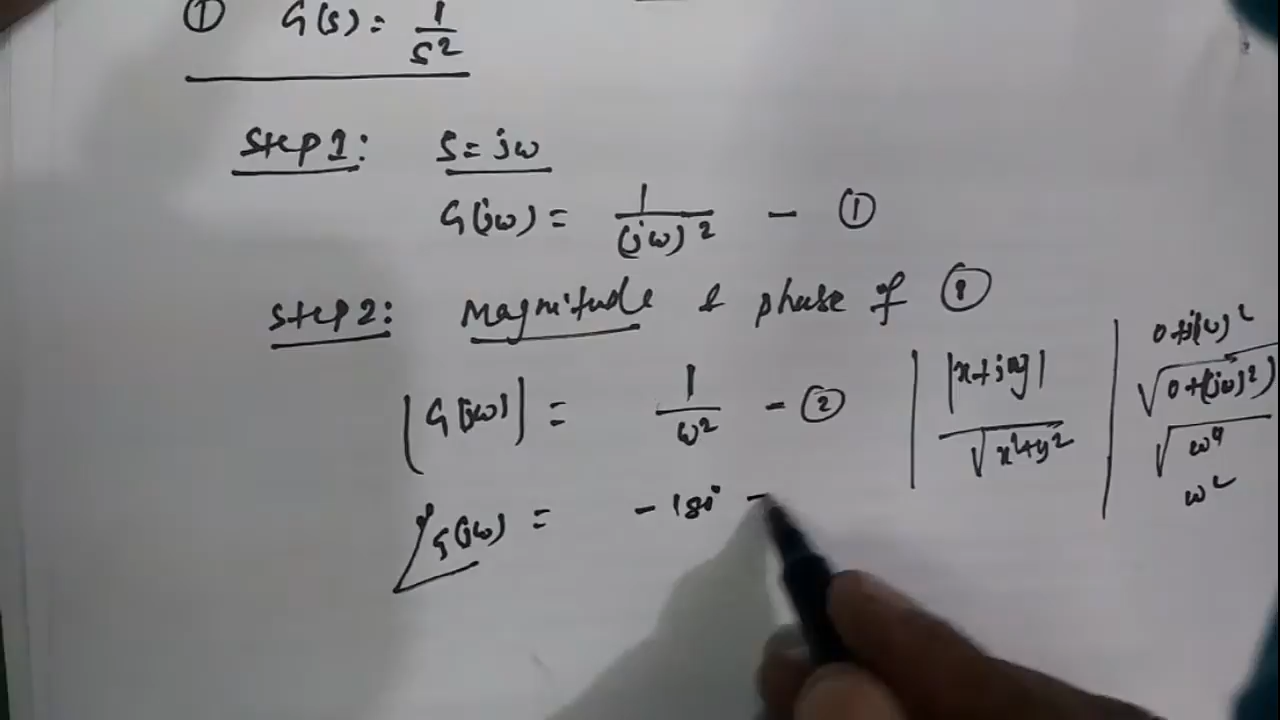 ① G(s) = 1/s²
Step 1: s = jω
G(jω) = 1/(jω)² - ①
Step 2: Magnitude & phase of ①
|G(jω)| = 1/ω² - ②
∠G(jω) = - 180° -
|x+jy|
√x²+y²
0+j(ω)²
√0+(jω)²)
√ω⁴
ω²